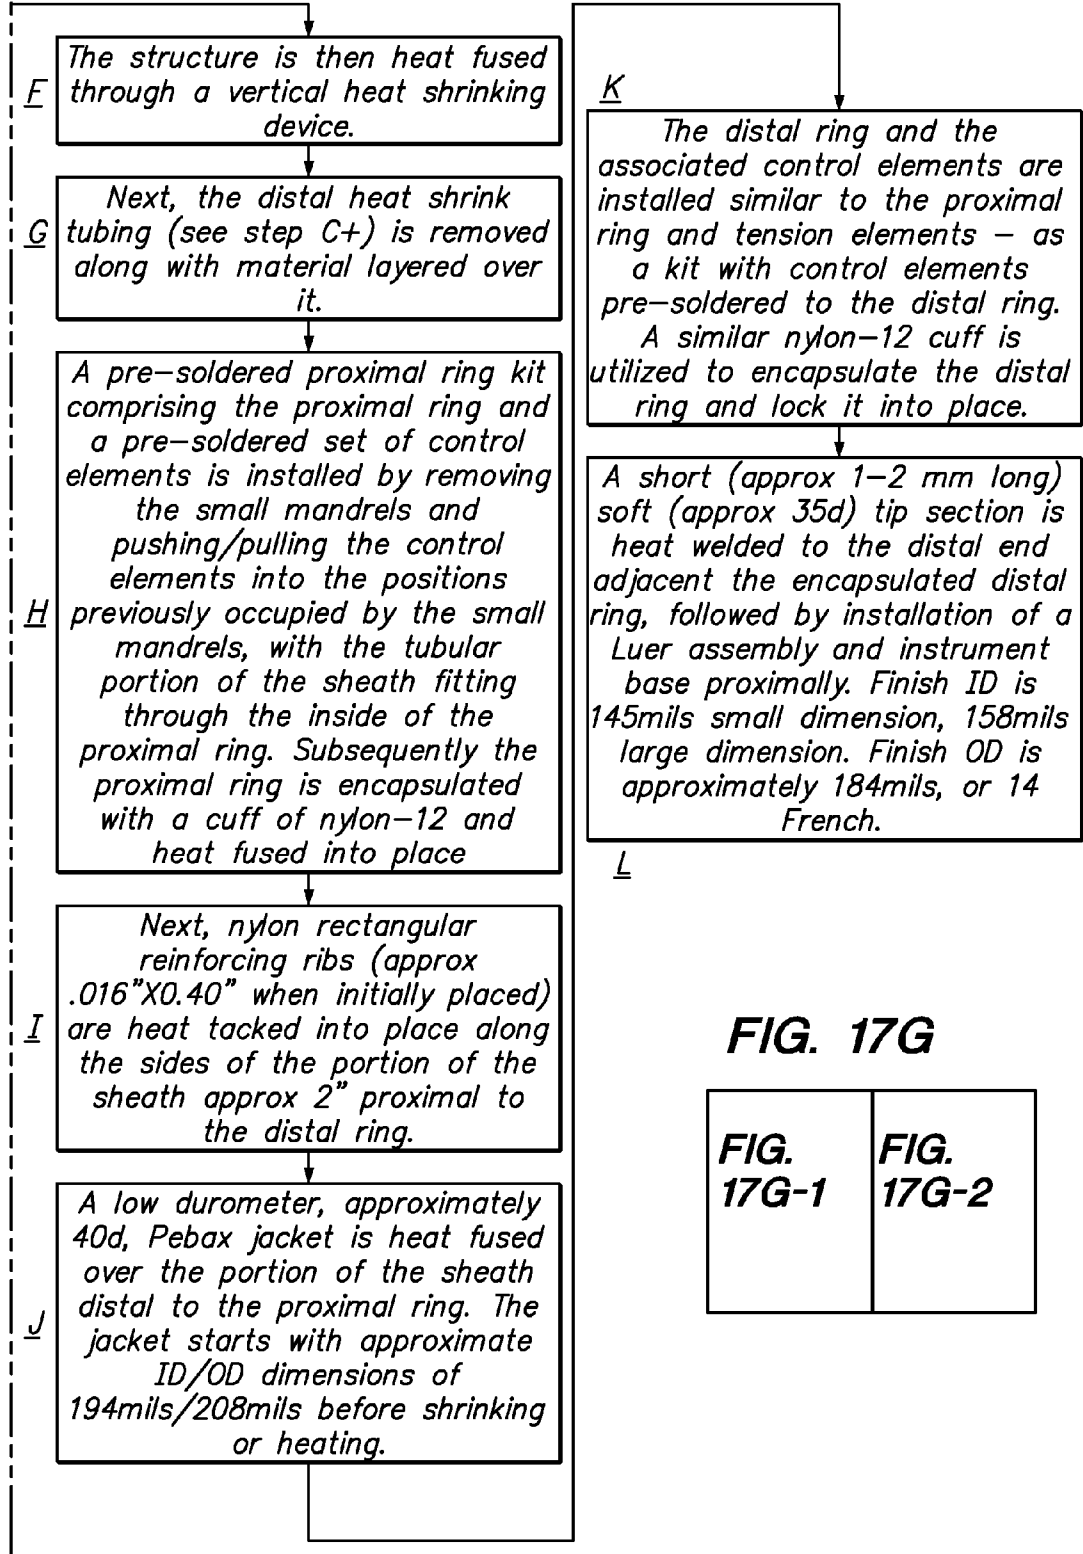 F
The structure is then heat fused
through a vertical heat shrinking
device.
G
Next, the distal heat shrink
tubing (see step C+) is removed
along with material layered over
it.
H
A pre-soldered proximal ring kit
comprising the proximal ring and
a pre-soldered set of control
elements is installed by removing
the small mandrels and
pushing/pulling the control
elements into the positions
previously occupied by the small
mandrels, with the tubular
portion of the sheath fitting
through the inside of the
proximal ring. Subsequently the
proximal ring is encapsulated
with a cuff of nylon-12 and
heat fused into place
I
Next, nylon rectangular
reinforcing ribs (approx
.016"X0.40" when initially placed)
are heat tacked into place along
the sides of the portion of the
sheath approx 2" proximal to
the distal ring.
J
A low durometer, approximately
40d, Pebax jacket is heat fused
over the portion of the sheath
distal to the proximal ring. The
jacket starts with approximate
ID/OD dimensions of
194mils/208mils before shrinking
or heating.
K
The distal ring and the
associated control elements are
installed similar to the proximal
ring and tension elements – as
a kit with control elements
pre-soldered to the distal ring.
A similar nylon-12 cuff is
utilized to encapsulate the distal
ring and lock it into place.
A short (approx 1-2 mm long)
soft (approx 35d) tip section is
heat welded to the distal end
adjacent the encapsulated distal
ring, followed by installation of a
Luer assembly and instrument
base proximally. Finish ID is
145mils small dimension, 158mils
large dimension. Finish OD is
approximately 184mils, or 14
French.
L
FIG. 17G
FIG.
17G-1
FIG.
17G-2